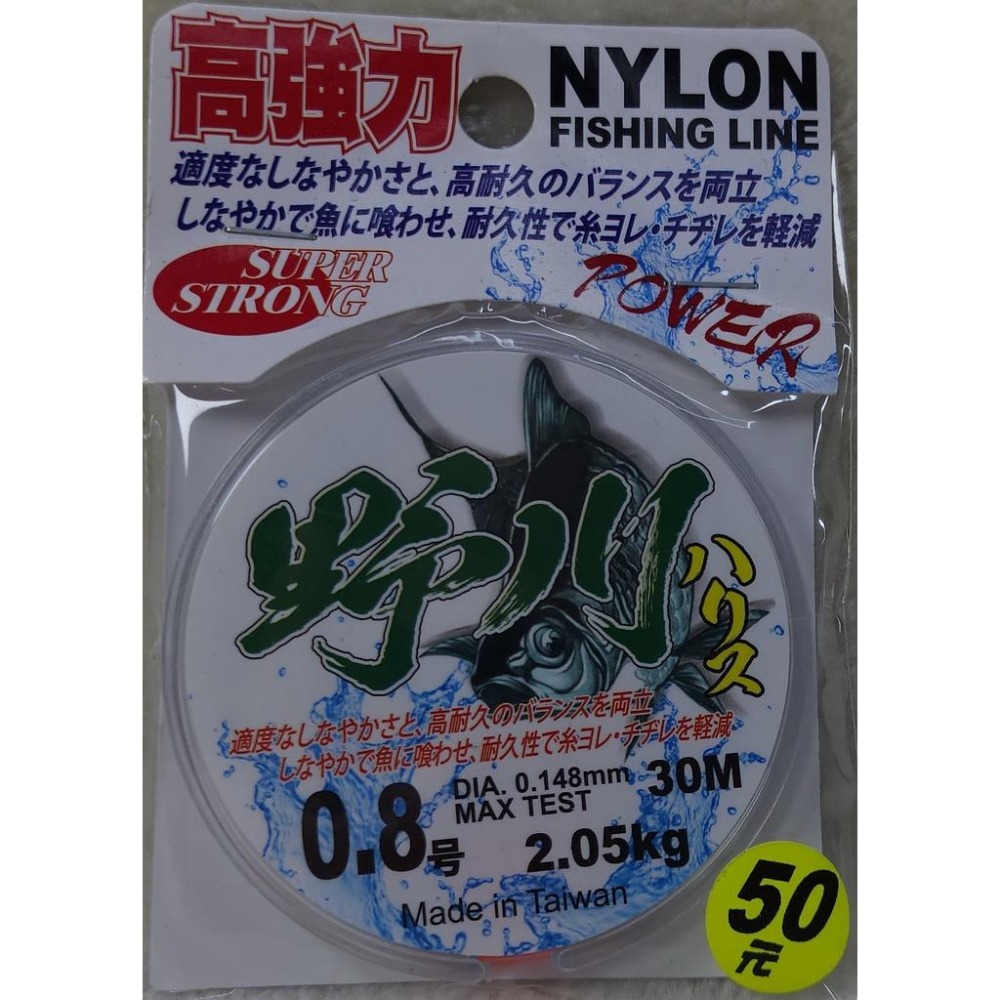 高強力
NYLON
FISHING LINE
適度なしなやかさと、高耐久のバランスを両立
しなやかで魚に喰わせ、耐久性で糸ヨレ・チヂレを軽減
SUPER
STRONG
POWER
野川
ハリス
適度なしなやかさと、高耐久のバランスを両立
しなやかで魚に喰わせ、耐久性で糸ヨレ・チヂレを軽減
0.8号
DIA. 0.148mm
MAX TEST
30M
2.05kg
Made in Taiwan
50
元